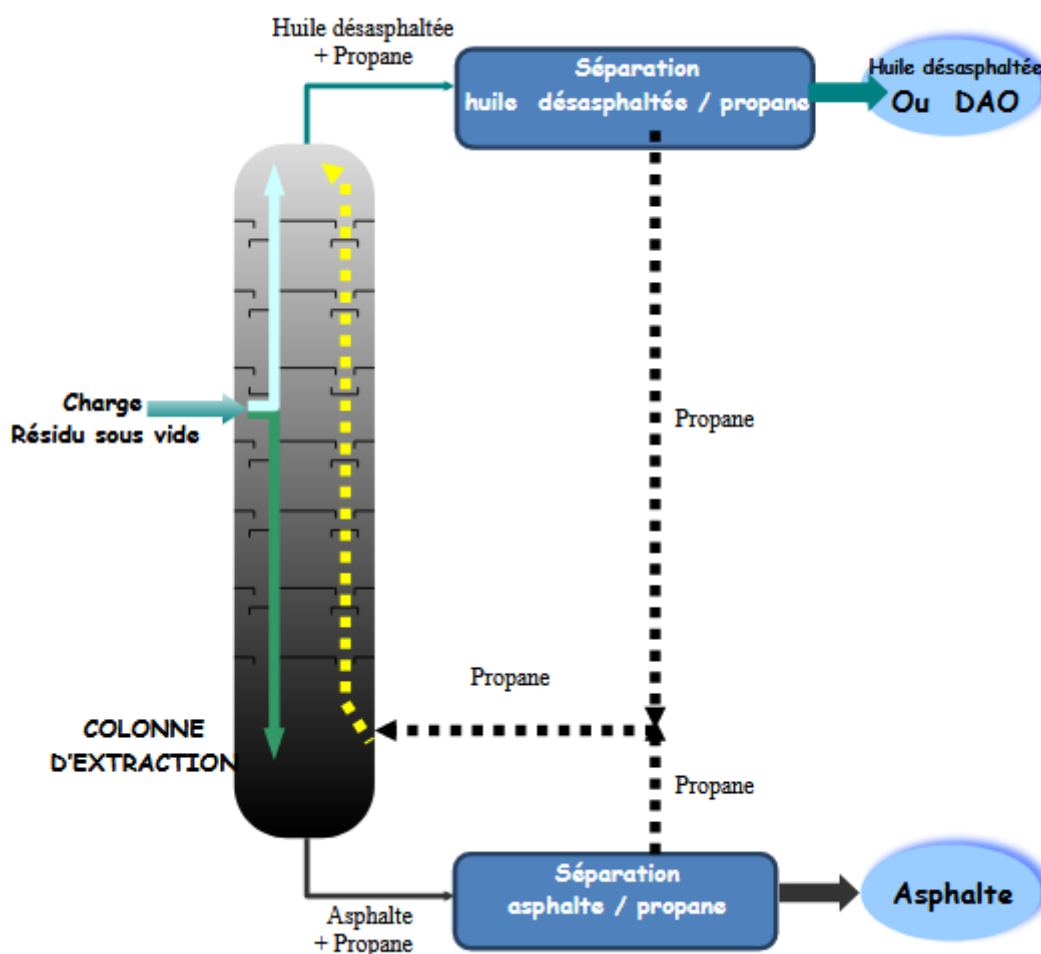 Huile désasphaltée
+ Propane
Séparation
huile désasphaltée / propane
Huile désasphaltée
Ou DAO
Charge
Résidu sous vide
Propane
Propane
COLONNE
D'EXTRACTION
Propane
Séparation
asphalte / propane
Asphalte
Asphalte
+ Propane